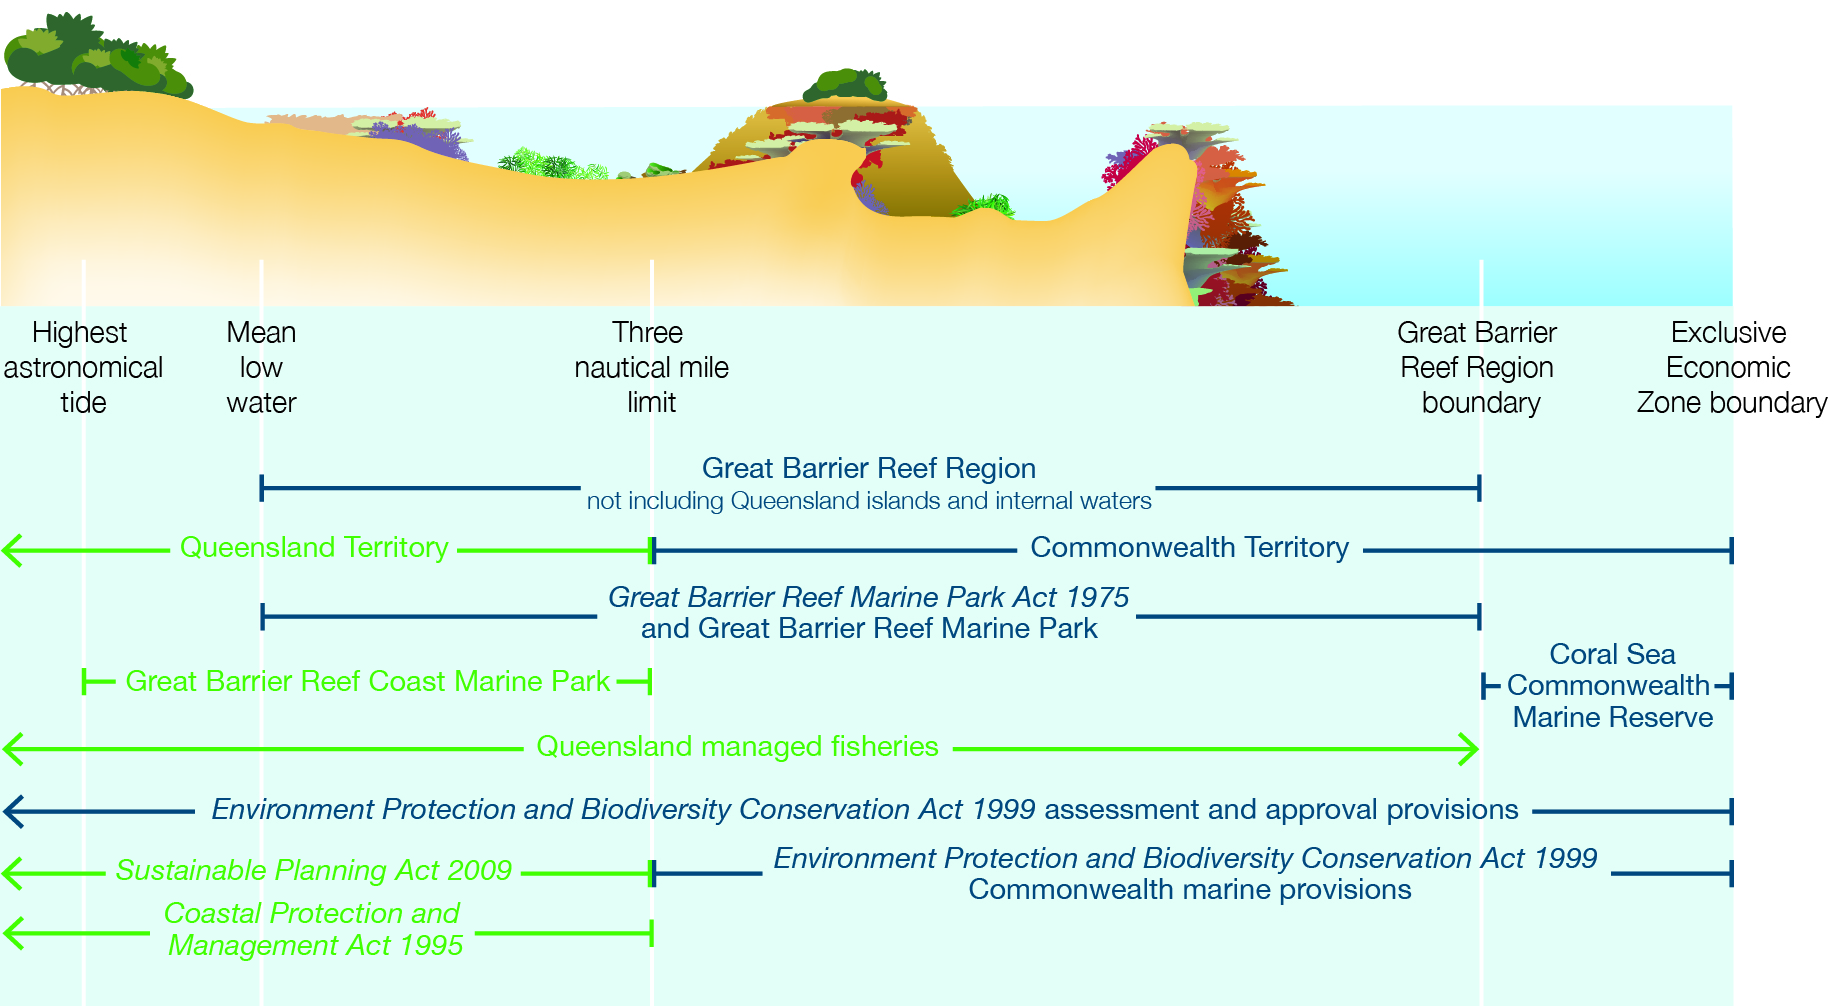 Highest
astronomical
tide
Mean
low
water
Three
nautical mile
limit
Great Barrier
Reef Region
boundary
Exclusive
Economic
Zone boundary
Great Barrier Reef Region
not including Queensland islands and internal waters
Queensland Territory
Commonwealth Territory
Great Barrier Reef Marine Park Act 1975
and Great Barrier Reef Marine Park
Great Barrier Reef Coast Marine Park
Coral Sea
Commonwealth
Marine Reserve
Queensland managed fisheries
Environment Protection and Biodiversity Conservation Act 1999 assessment and approval provisions
Sustainable Planning Act 2009
Environment Protection and Biodiversity Conservation Act 1999
Commonwealth marine provisions
Coastal Protection and
Management Act 1995